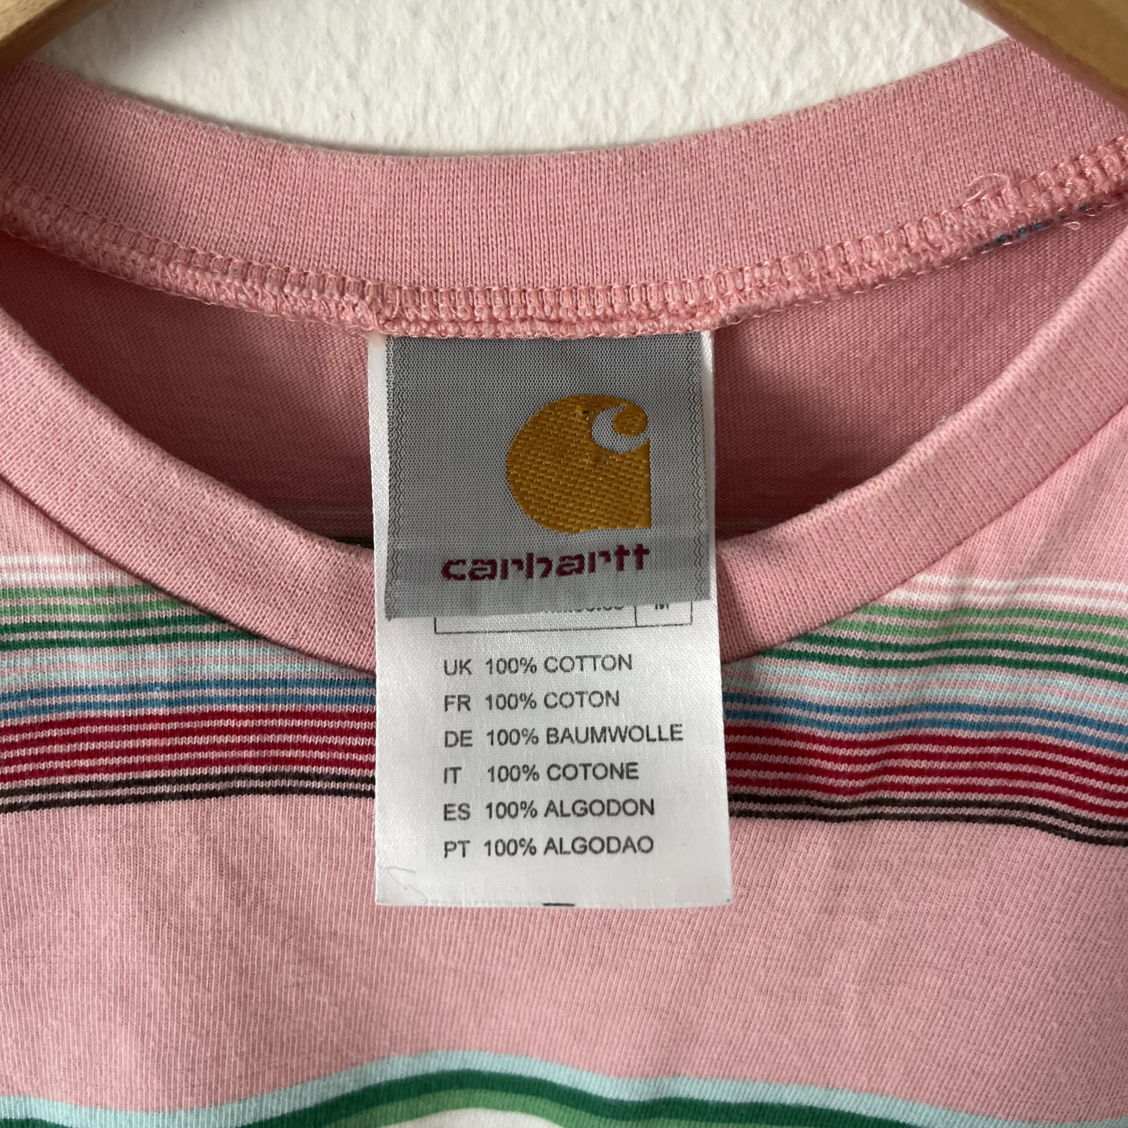 carhartt
M
UK 100% COTTON
FR 100% COTON
DE 100% BAUMWOLLE
IT 100% COTONE
ES 100% ALGODON
PT 100% ALGODAO